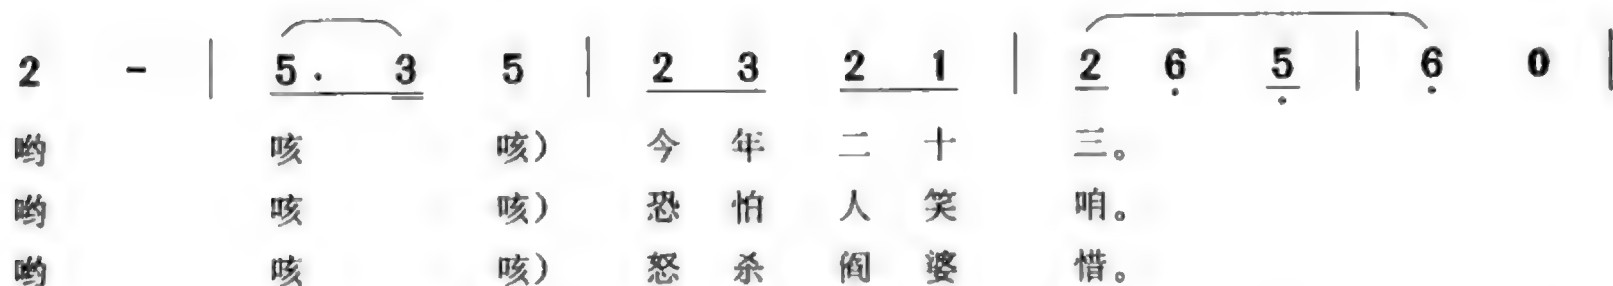 2 - | 5. 3 5 | 2 3 2 1 | 2 6 5 | 6 0 |
哟 咳 咳) 今 年 二 十 三。
哟 咳 咳) 恐 怕 人 笑 咱。
哟 咳 咳) 怒 杀 阎 婆 惜。